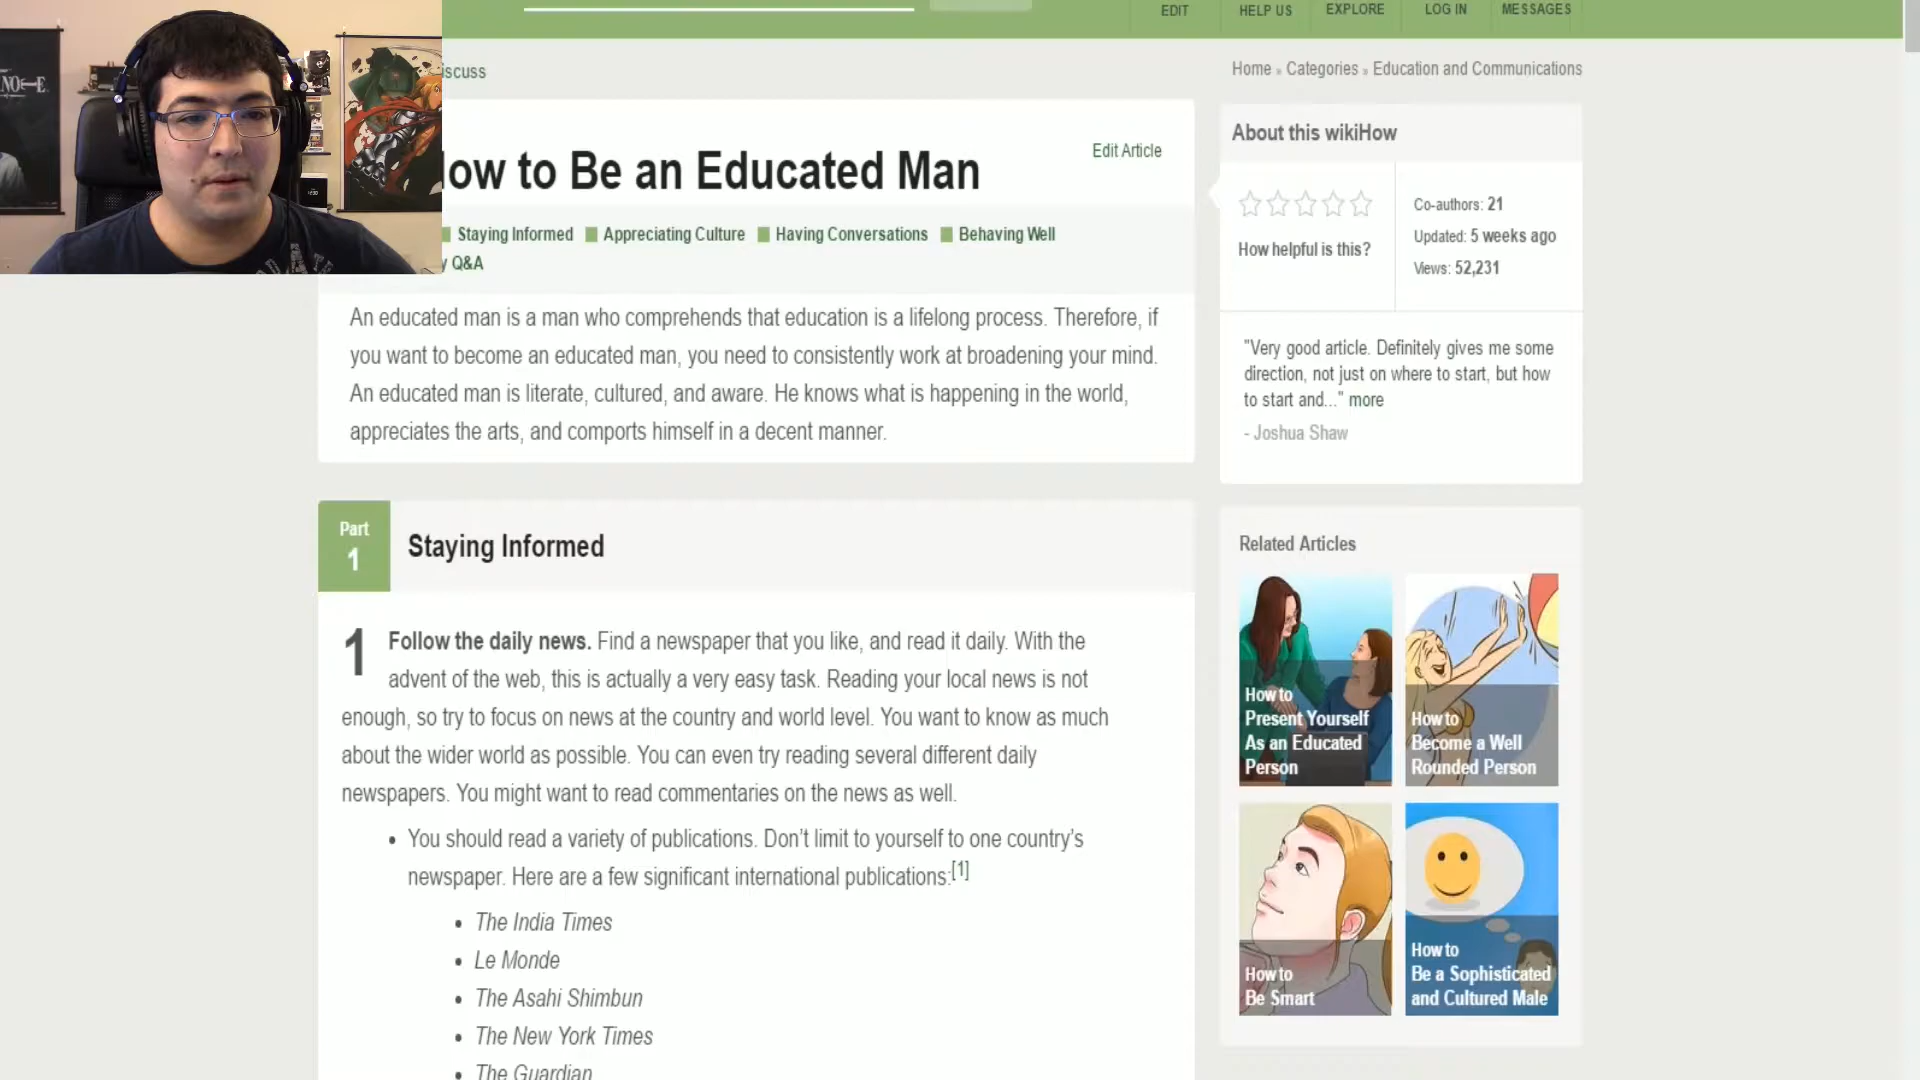 EDIT
HELP US
EXPLORE
LOG IN
MESSAGES
iscuss
Home » Categories » Education and Communications
ow to Be an Educated Man
Edit Article
Staying Informed
Appreciating Culture
Having Conversations
Behaving Well
y Q&A
An educated man is a man who comprehends that education is a lifelong process. Therefore, if
you want to become an educated man, you need to consistently work at broadening your mind.
An educated man is literate, cultured, and aware. He knows what is happening in the world,
appreciates the arts, and comports himself in a decent manner.
Part
1
Staying Informed
1
Follow the daily news. Find a newspaper that you like, and read it daily. With the
advent of the web, this is actually a very easy task. Reading your local news is not
enough, so try to focus on news at the country and world level. You want to know as much
about the wider world as possible. You can even try reading several different daily
newspapers. You might want to read commentaries on the news as well.
• You should read a variety of publications. Don't limit to yourself to one country's
newspaper. Here are a few significant international publications:[1]
• The India Times
• Le Monde
• The Asahi Shimbun
• The New York Times
• The Guardian
About this wikiHow
How helpful is this?
Co-authors: 21
Updated: 5 weeks ago
Views: 52,231
"Very good article. Definitely gives me some
direction, not just on where to start, but how
to start and..." more
- Joshua Shaw
Related Articles
How to
Present Yourself
As an Educated
Person
How to
Become a Well
Rounded Person
How to
Be Smart
How to
Be a Sophisticated
and Cultured Male